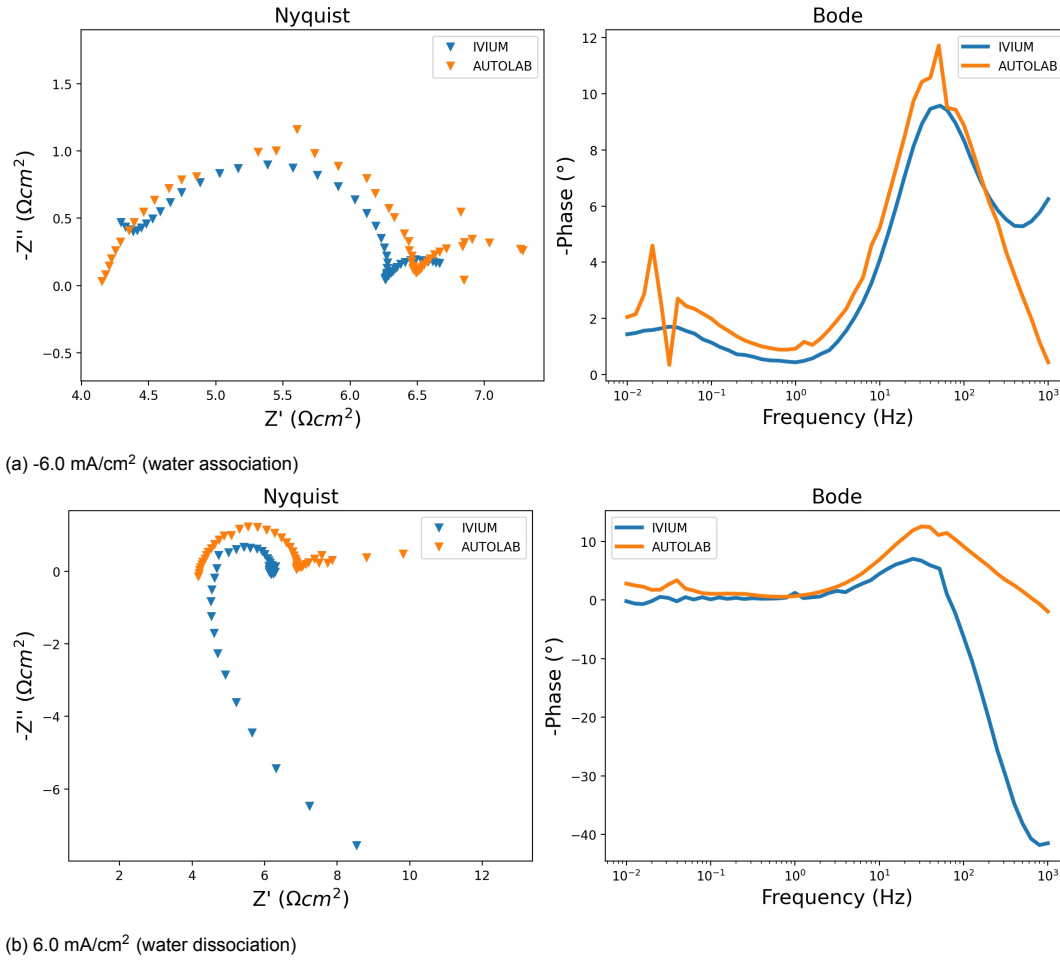 Nyquist
IVIUM
AUTOLAB
1.5
1.0
0.5
0.0
−0.5
-Z'' (Ωcm²)
4.0 4.5 5.0 5.5 6.0 6.5 7.0
Z' (Ωcm²)
Bode
IVIUM
AUTOLAB
12
10
8
6
4
2
0
-Phase (°)
10⁻² 10⁻¹ 10⁰ 10¹ 10² 10³
Frequency (Hz)
(a) -6.0 mA/cm² (water association)
Nyquist
IVIUM
AUTOLAB
0
−2
−4
−6
-Z'' (Ωcm²)
2 4 6 8 10 12
Z' (Ωcm²)
Bode
IVIUM
AUTOLAB
10
0
−10
−20
−30
−40
-Phase (°)
10⁻² 10⁻¹ 10⁰ 10¹ 10² 10³
Frequency (Hz)
(b) 6.0 mA/cm² (water dissociation)